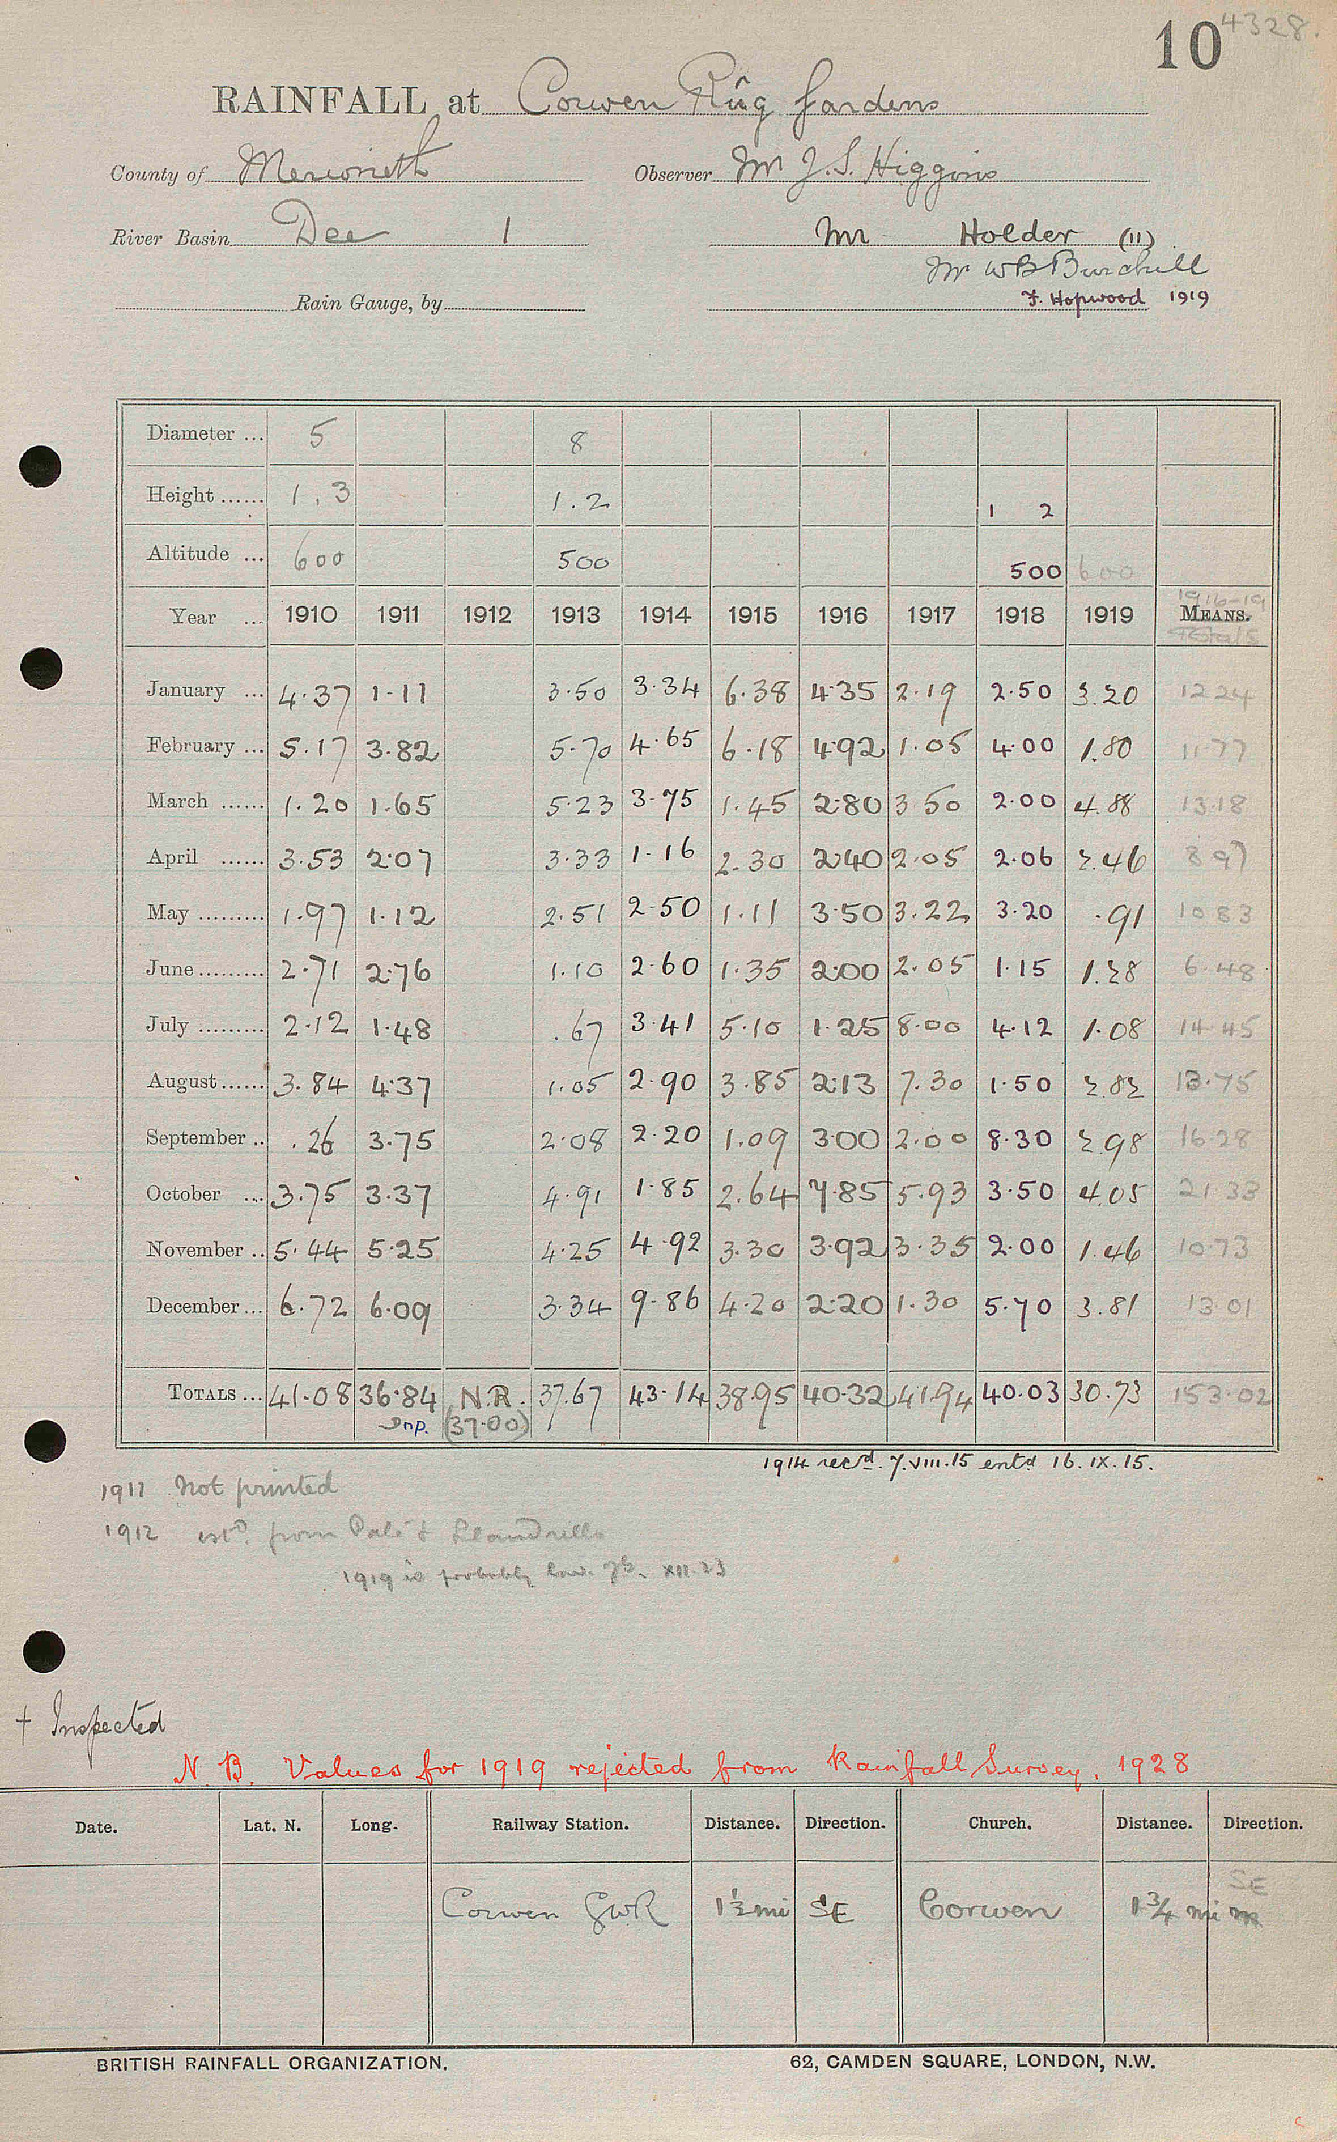 10 4328.
RAINFALL at Corwen Rûg Gardens
County of Merioneth Observer Mr J. S. Higgins
River Basin Dee 1 Mr Holder (11)
Mr W B Burchill
Rain Gauge, by F. Hopwood 1919
Diameter ... 5 8
Height ...... 1.3 1.2 1 2
Altitude ... 600 500 500 600
Year ... 1910 1911 1912 1913 1914 1915 1916 1917 1918 1919 1916-19 MEANS. totals
January ... 4.37 1.11 3.50 3.34 6.38 4.35 2.19 2.50 3.20 12.24
February ... 5.17 3.82 5.70 4.65 6.18 4.92 1.05 4.00 1.80 11.77
March ...... 1.20 1.65 5.23 3.75 1.45 2.80 3.50 2.00 4.88 13.18
April ...... 3.53 2.07 3.33 1.16 2.30 2.40 2.05 2.06 2.46 8.97
May ......... 1.97 1.12 2.51 2.50 1.11 3.50 3.22 3.20 .91 10.83
June ......... 2.71 2.76 1.10 2.60 1.35 2.00 2.05 1.15 1.28 6.48
July ......... 2.12 1.48 .67 3.41 5.10 1.25 8.00 4.12 1.08 14.45
August ...... 3.84 4.37 1.05 2.90 3.85 2.13 7.30 1.50 2.82 13.75
September .. .26 3.75 2.08 2.20 1.09 3.00 2.00 8.30 2.98 16.28
October ... 3.75 3.37 4.91 1.85 2.64 7.85 5.93 3.50 4.05 21.33
November .. 5.44 5.25 4.25 4.92 3.30 3.92 3.35 2.00 1.46 10.73
December ... 6.72 6.09 3.34 9.86 4.20 2.20 1.30 5.70 3.81 13.01
TOTALS ... 41.08 36.84 N.R. 37.67 43.14 38.95 40.32 41.94 40.03 30.73 153.02
Inp. (37.00)
1914 recd. 7.VIII.15 entd 16.IX.15.
1911 Not printed
1912 estd. from Palé & Llandrillo
1919 is probably low. XII.23
+ Inspected
N. B. Values for 1919 rejected from Rainfall Survey. 1928
Date. Lat. N. Long. Railway Station. Distance. Direction. Church. Distance. Direction.
SE
Corwen GWR 1½ mi SE Corwen 1¾ mi
BRITISH RAINFALL ORGANIZATION. 62, CAMDEN SQUARE, LONDON, N.W.